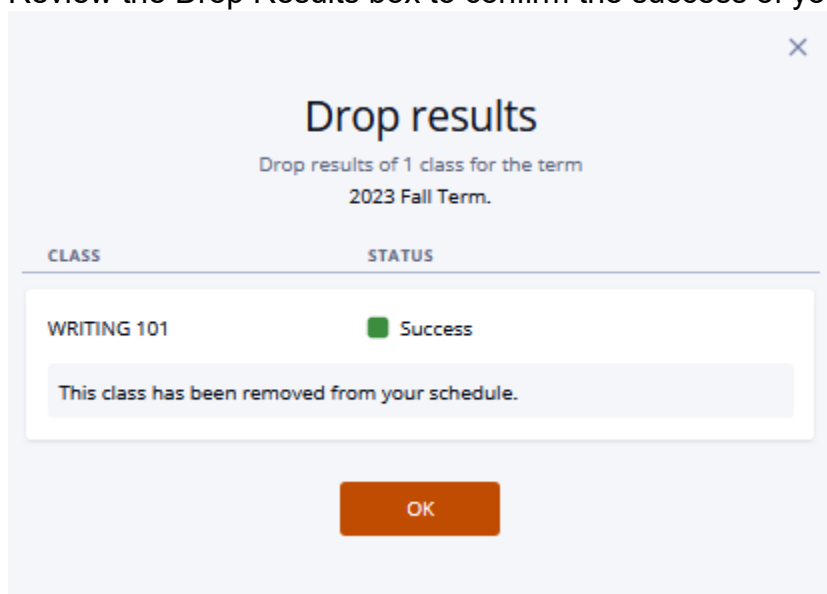 Review the Drop Results box to confirm the success of
Drop results
Drop results of 1 class for the term
2023 Fall Term.
CLASS STATUS
WRITING 101 Success
This class has been removed from your schedule.
OK